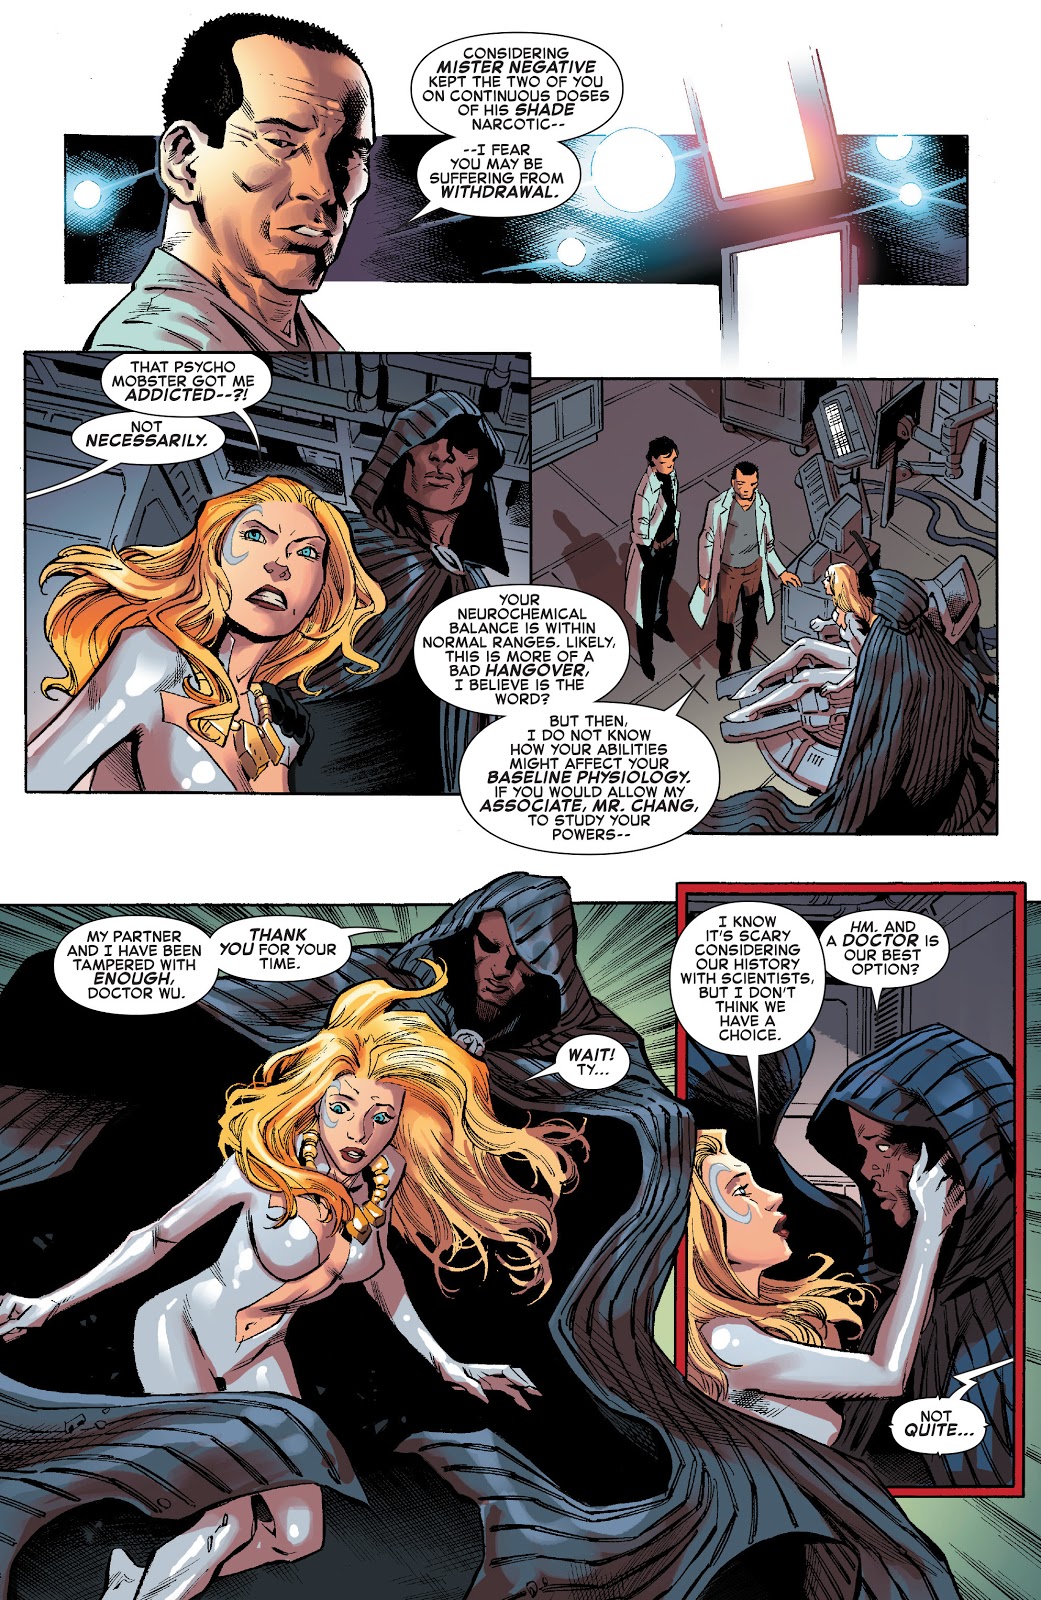 CONSIDERING
MISTER NEGATIVE
KEPT THE TWO OF YOU
ON CONTINUOUS DOSES
OF HIS SHADE
NARCOTIC--
--I FEAR
YOU MAY BE
SUFFERING FROM
WITHDRAWAL.
THAT PSYCHO
MOBSTER GOT ME
ADDICTED--?!
NOT
NECESSARILY.
YOUR
NEUROCHEMICAL
BALANCE IS WITHIN
NORMAL RANGES. LIKELY,
THIS IS MORE OF A
BAD HANGOVER,
I BELIEVE IS THE
WORD?
BUT THEN,
I DO NOT KNOW
HOW YOUR ABILITIES
MIGHT AFFECT YOUR
BASELINE PHYSIOLOGY.
IF YOU WOULD ALLOW MY
ASSOCIATE, MR. CHANG,
TO STUDY YOUR
POWERS--
MY PARTNER
AND I HAVE BEEN
TAMPERED WITH
ENOUGH,
DOCTOR WU.
THANK
YOU FOR YOUR
TIME.
WAIT!
TY...
I KNOW
IT'S SCARY
CONSIDERING
OUR HISTORY
WITH SCIENTISTS,
BUT I DON'T
THINK WE
HAVE A
CHOICE.
HM. AND
A DOCTOR IS
OUR BEST
OPTION?
NOT
QUITE...